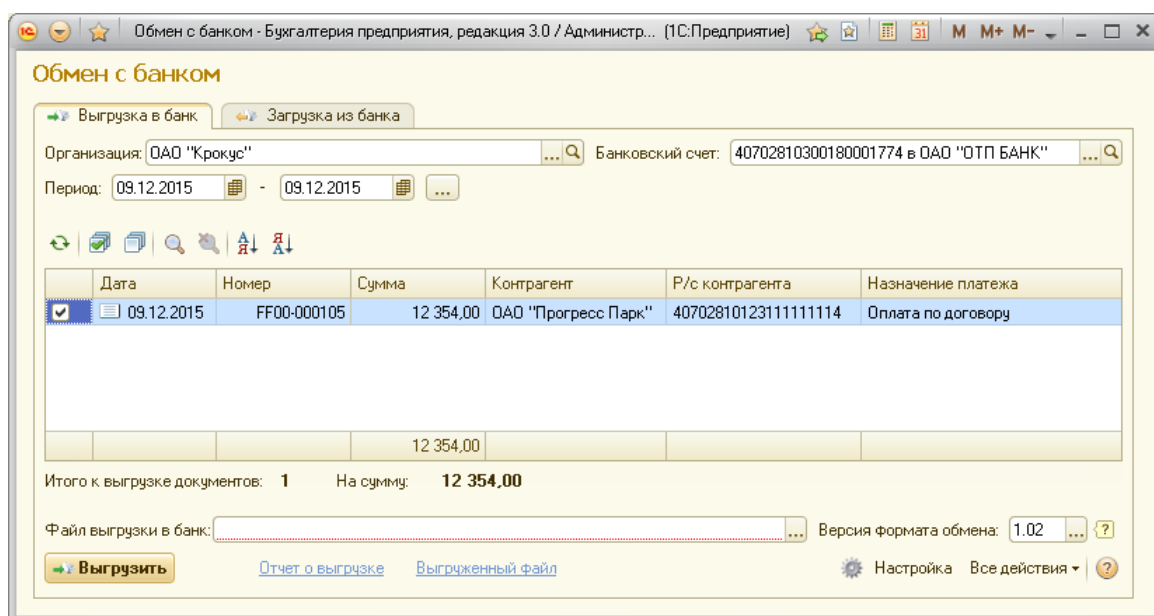 Обмен с банком - Бухгалтерия предприятия, редакция 3.0 / Администр... (1С:Предприятие) 31 M M+ M-
Обмен с банком
Выгрузка в банк Загрузка из банка
Организация: ОАО "Крокус" ... Банковский счет: 40702810300180001774 в ОАО "ОТП БАНК" ...
Период: 09.12.2015 - 09.12.2015 ...
Дата Номер Сумма Контрагент Р/с контрагента Назначение платежа
09.12.2015 FF00-000105 12 354,00 ОАО "Прогресс Парк" 40702810123111111114 Оплата по договору
12 354,00
Итого к выгрузке документов: 1 На сумму: 12 354,00
Файл выгрузки в банк: ... Версия формата обмена: 1.02 ... ?
Выгрузить Отчет о выгрузке Выгруженный файл Настройка Все действия ?